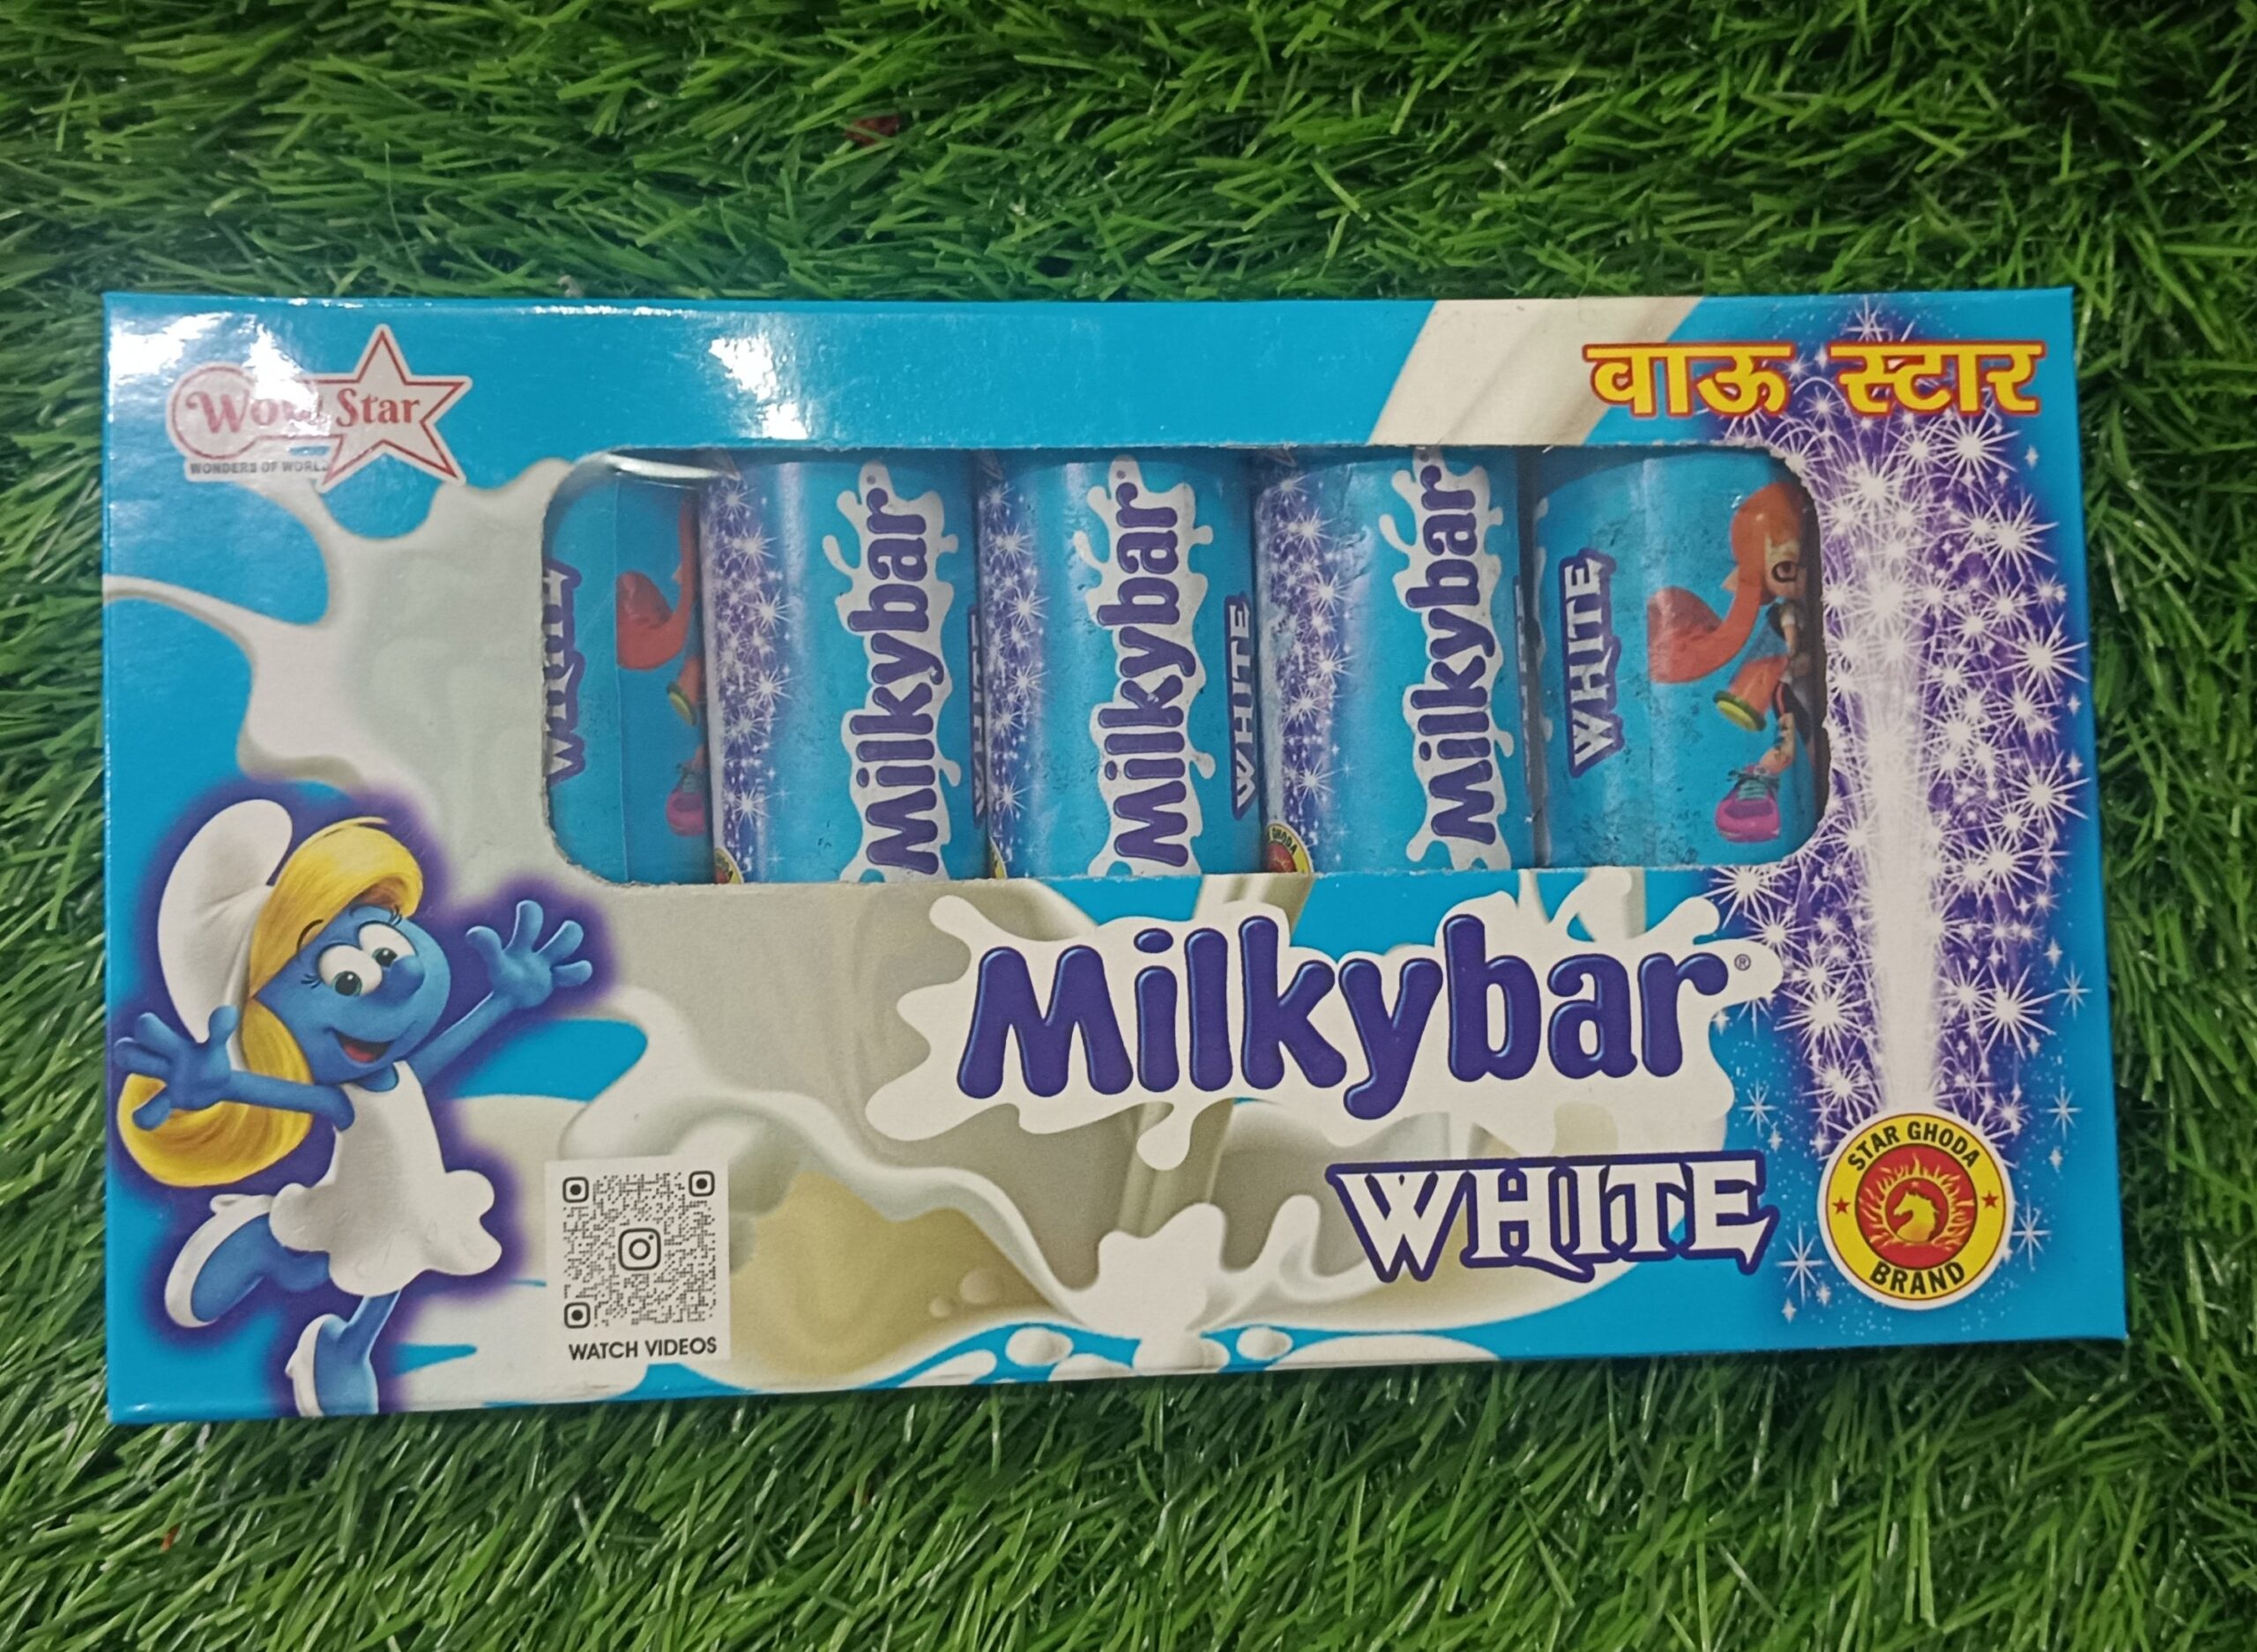 Wow Star
WONDERS OF WORLD
वाऊ स्टार
WHITE
Milkybar
WHITE
Milkybar
WHITE
Milkybar
WHITE
GHODA
Milkybar®
WHITE
STAR GHODA
BRAND
WATCH VIDEOS